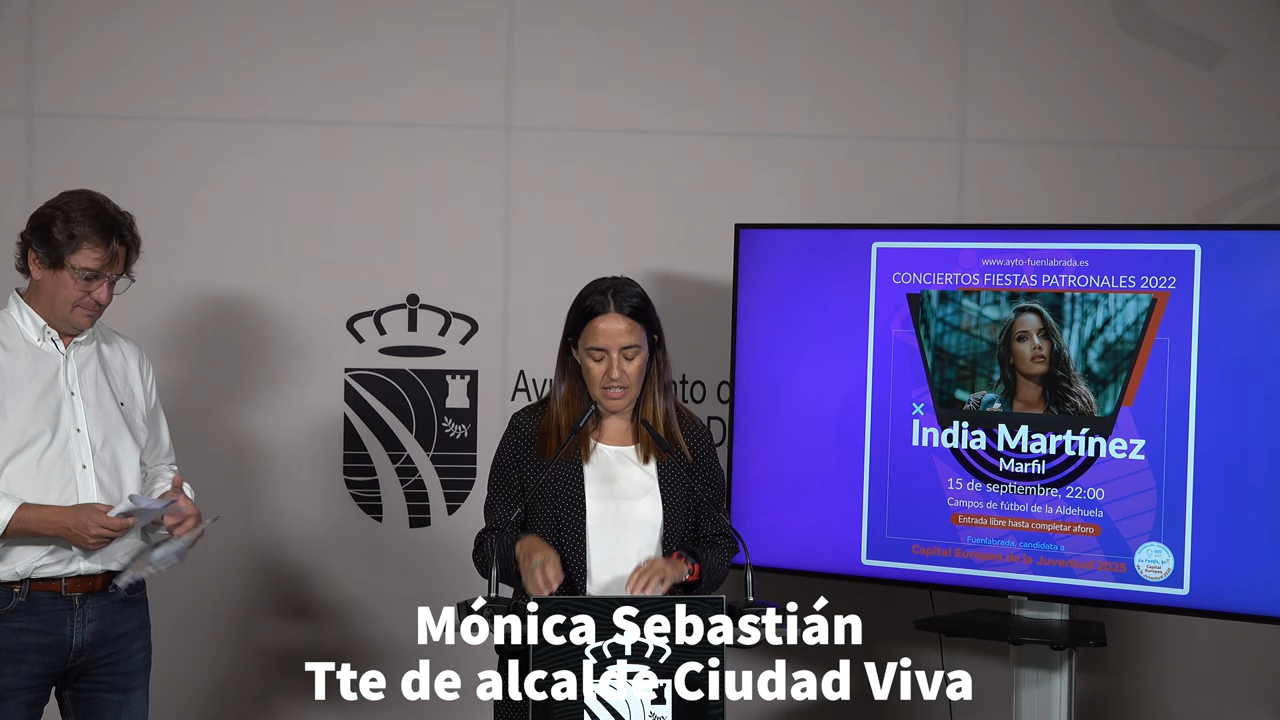 www.ayto-fuenlabrada.es
CONCIERTOS FIESTAS PATRONALES 2022
India Martínez
Marfil
15 de septiembre, 22:00
Campos de fútbol de la Aldehuela
Entrada libre hasta completar aforo
Fuenlabrada, candidata a
Capital Europea de la Juventud 2025
Mónica Sebastián
Tte de alcalde Ciudad Viva